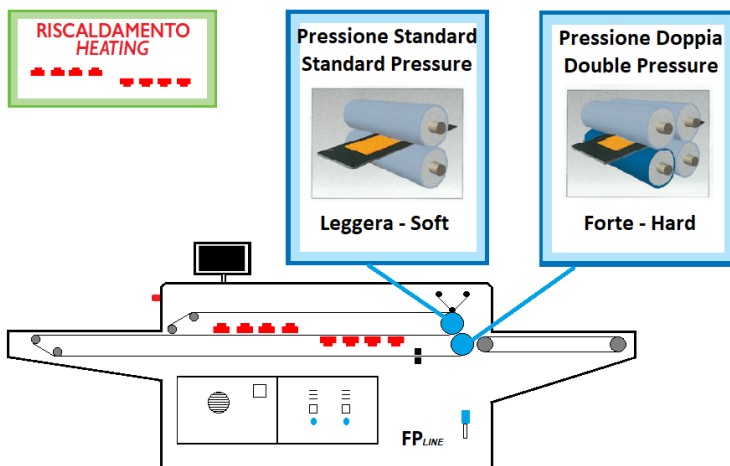 RISCALDAMENTO
HEATING
Pressione Standard
Standard Pressure
Leggera - Soft
Pressione Doppia
Double Pressure
Forte - Hard
FPLINE